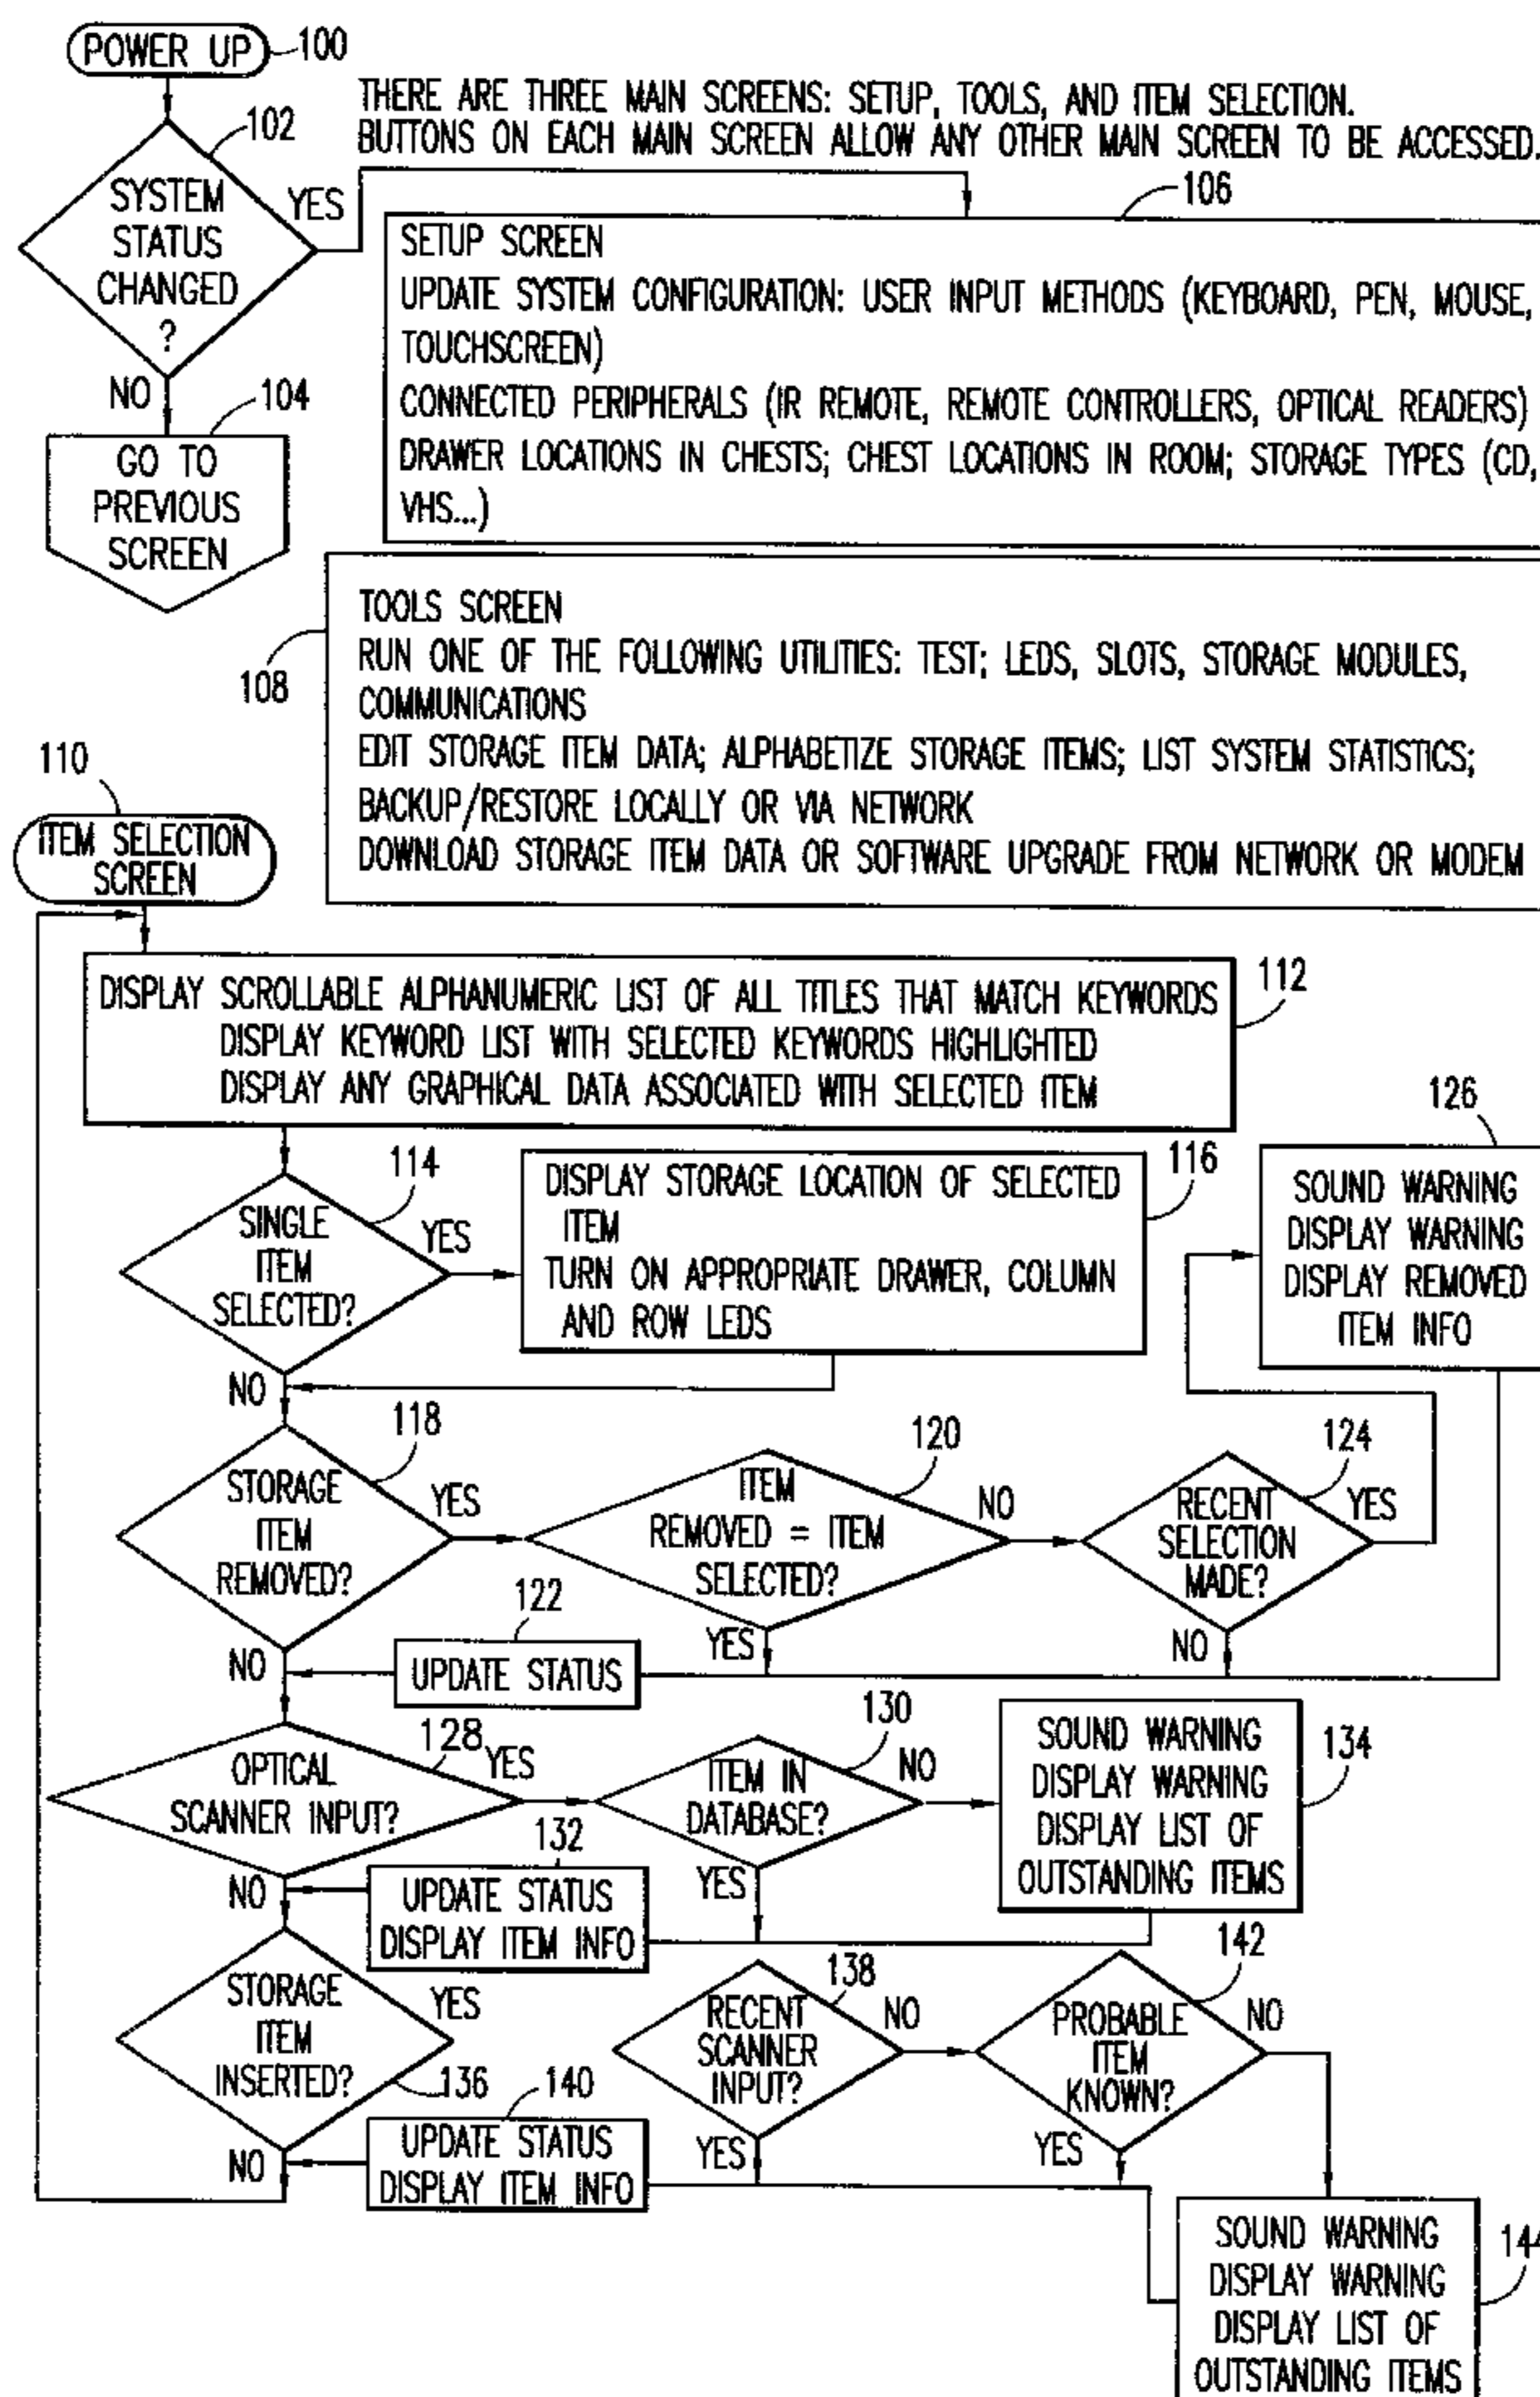 POWER UP
100
THERE ARE THREE MAIN SCREENS: SETUP, TOOLS, AND ITEM SELECTION.
BUTTONS ON EACH MAIN SCREEN ALLOW ANY OTHER MAIN SCREEN TO BE ACCESSED.
102
SYSTEM
STATUS
CHANGED
?
YES
NO
104
GO TO
PREVIOUS
SCREEN
106
SETUP SCREEN
UPDATE SYSTEM CONFIGURATION: USER INPUT METHODS (KEYBOARD, PEN, MOUSE,
TOUCHSCREEN)
CONNECTED PERIPHERALS (IR REMOTE, REMOTE CONTROLLERS, OPTICAL READERS)
DRAWER LOCATIONS IN CHESTS; CHEST LOCATIONS IN ROOM; STORAGE TYPES (CD,
VHS...)
TOOLS SCREEN
RUN ONE OF THE FOLLOWING UTILITIES: TEST; LEDS, SLOTS, STORAGE MODULES,
COMMUNICATIONS
EDIT STORAGE ITEM DATA; ALPHABETIZE STORAGE ITEMS; LIST SYSTEM STATISTICS;
BACKUP/RESTORE LOCALLY OR VIA NETWORK
DOWNLOAD STORAGE ITEM DATA OR SOFTWARE UPGRADE FROM NETWORK OR MODEM
108
110
ITEM SELECTION
SCREEN
DISPLAY SCROLLABLE ALPHANUMERIC LIST OF ALL TITLES THAT MATCH KEYWORDS
DISPLAY KEYWORD LIST WITH SELECTED KEYWORDS HIGHLIGHTED
DISPLAY ANY GRAPHICAL DATA ASSOCIATED WITH SELECTED ITEM
112
114
SINGLE
ITEM
SELECTED?
YES
NO
DISPLAY STORAGE LOCATION OF SELECTED
ITEM
TURN ON APPROPRIATE DRAWER, COLUMN
AND ROW LEDS
116
126
SOUND WARNING
DISPLAY WARNING
DISPLAY REMOVED
ITEM INFO
118
STORAGE
ITEM
REMOVED?
YES
NO
120
ITEM
REMOVED = ITEM
SELECTED?
NO
YES
124
RECENT
SELECTION
MADE?
YES
NO
122
UPDATE STATUS
128
OPTICAL
SCANNER INPUT?
YES
NO
130
ITEM IN
DATABASE?
NO
YES
SOUND WARNING
DISPLAY WARNING
DISPLAY LIST OF
OUTSTANDING ITEMS
134
132
UPDATE STATUS
DISPLAY ITEM INFO
STORAGE
ITEM
INSERTED?
YES
136
NO
138
RECENT
SCANNER
INPUT?
NO
YES
142
PROBABLE
ITEM
KNOWN?
NO
YES
140
UPDATE STATUS
DISPLAY ITEM INFO
SOUND WARNING
DISPLAY WARNING
DISPLAY LIST OF
OUTSTANDING ITEMS
144